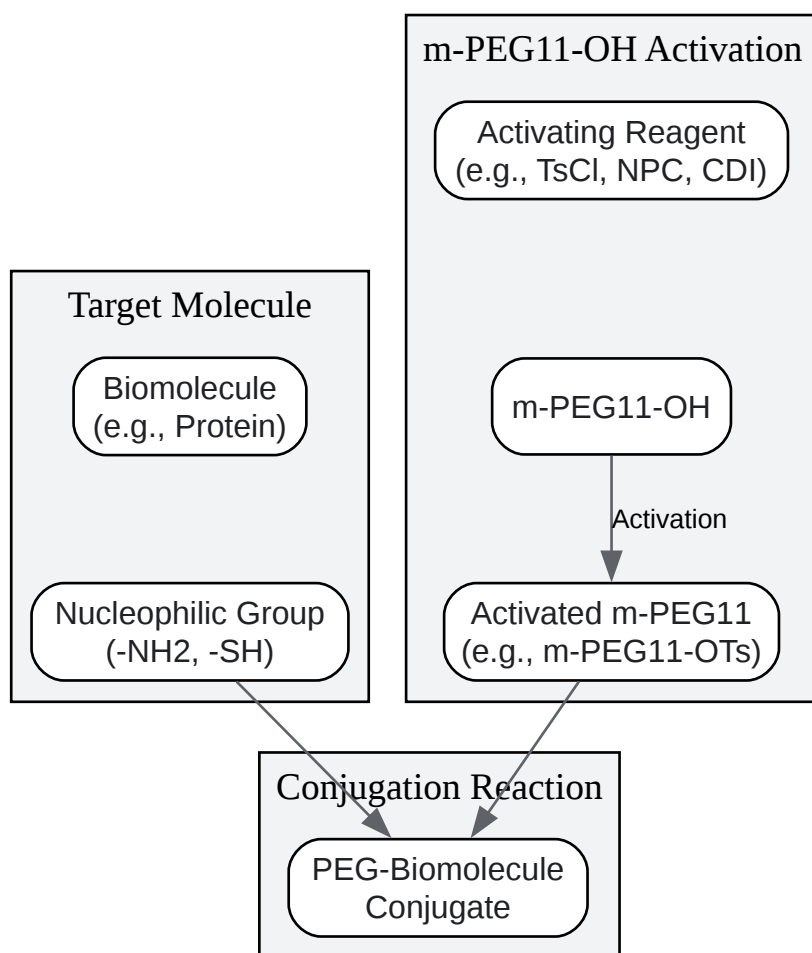 m-PEG11-OH Activation
Activating Reagent
(e.g., TsCl, NPC, CDI)
Target Molecule
Biomolecule
(e.g., Protein)
m-PEG11-OH
Activation
Nucleophilic Group
(-NH2, -SH)
Activated m-PEG11
(e.g., m-PEG11-OTs)
Conjugation Reaction
PEG-Biomolecule
Conjugate